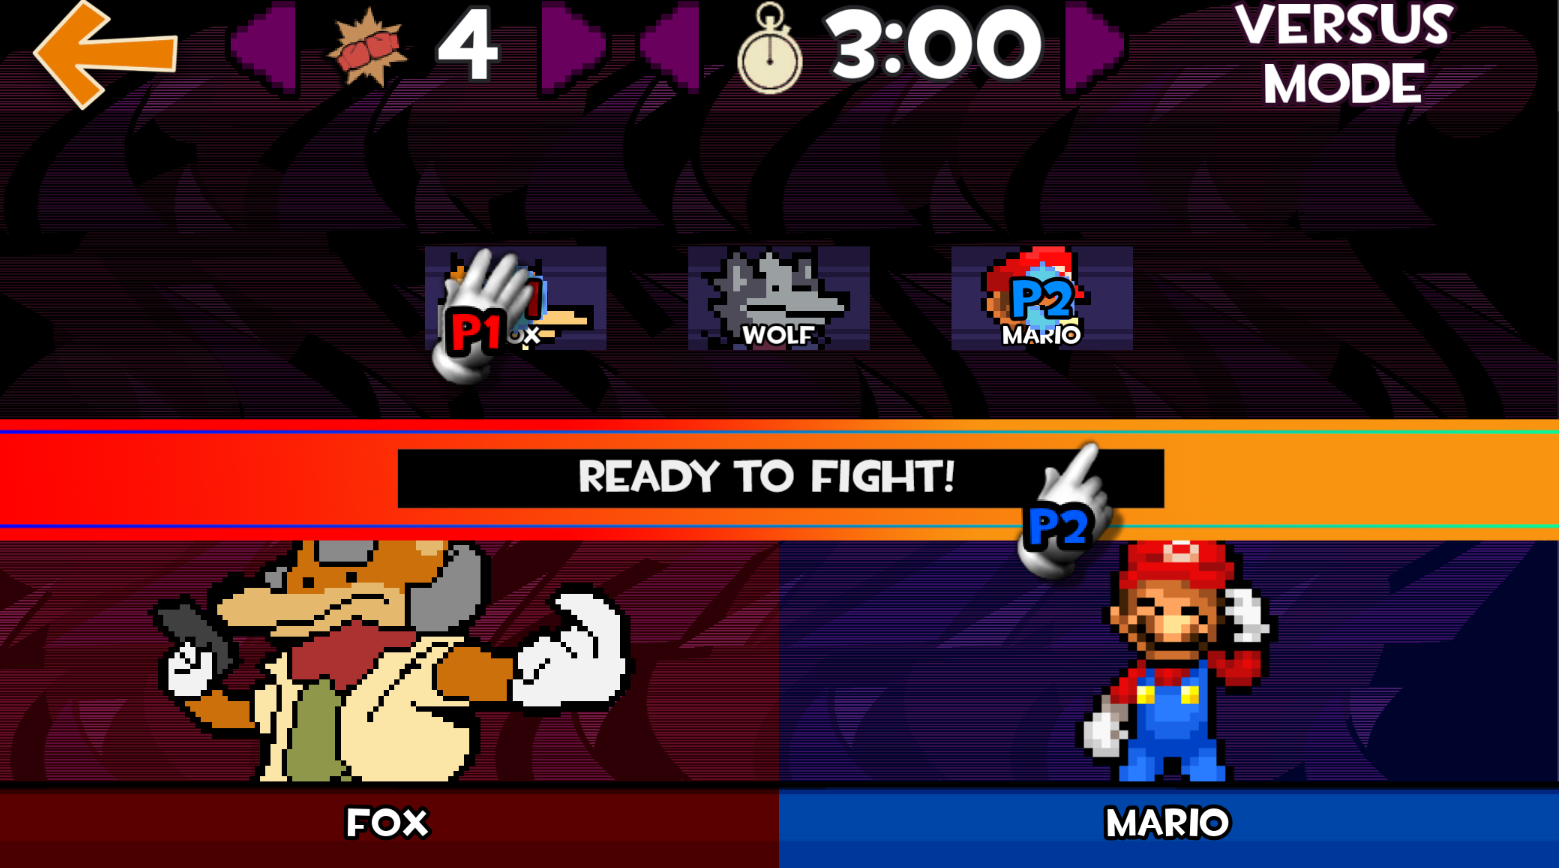 4
3:00
VERSUS
MODE
P1
WOLF
P2
MARIO
READY TO FIGHT!
P2
FOX
MARIO